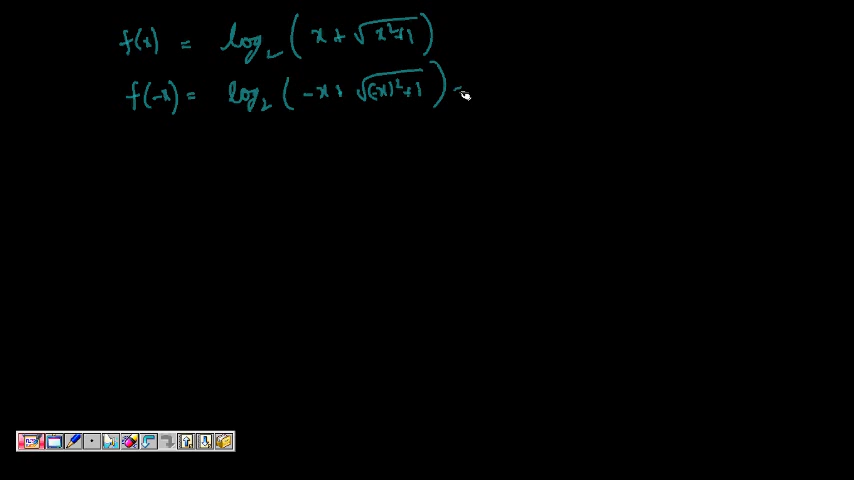 f(x) = log₂ ( x + √(x²+1) )
f(-x) = log₂ ( -x + √((-x)²+1) ) =